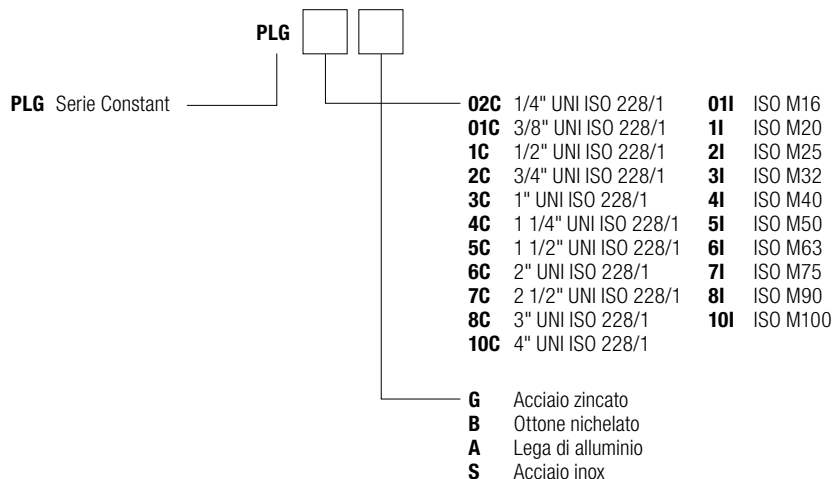 PLG
PLG Serie Constant
02C 1/4" UNI ISO 228/1 01I ISO M16
01C 3/8" UNI ISO 228/1 1I ISO M20
1C 1/2" UNI ISO 228/1 2I ISO M25
2C 3/4" UNI ISO 228/1 3I ISO M32
3C 1" UNI ISO 228/1 4I ISO M40
4C 1 1/4" UNI ISO 228/1 5I ISO M50
5C 1 1/2" UNI ISO 228/1 6I ISO M63
6C 2" UNI ISO 228/1 7I ISO M75
7C 2 1/2" UNI ISO 228/1 8I ISO M90
8C 3" UNI ISO 228/1 10I ISO M100
10C 4" UNI ISO 228/1
G Acciaio zincato
B Ottone nichelato
A Lega di alluminio
S Acciaio inox